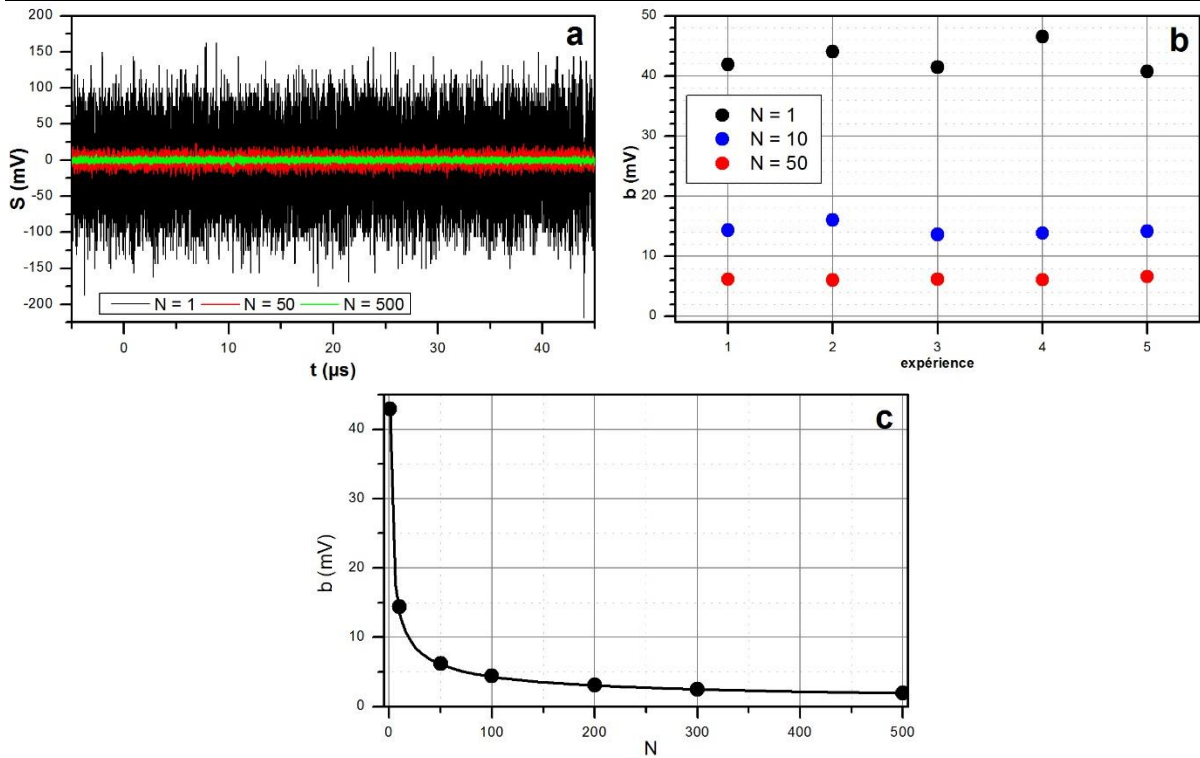 a
200
150
100
50
0
-50
-100
-150
-200
S (mV)
N = 1 N = 50 N = 500
0 10 20 30 40
t (µs)
b
50
40
30
20
10
0
b (mV)
N = 1
N = 10
N = 50
1 2 3 4 5
expérience
c
40
30
20
10
0
b (mV)
0 100 200 300 400 500
N